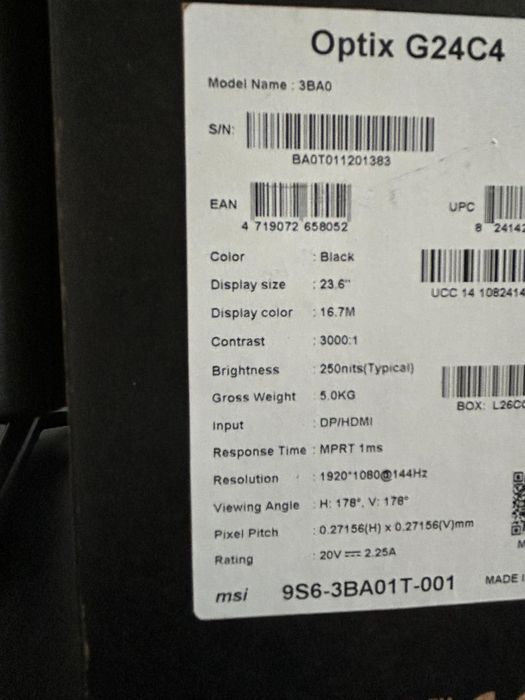 Optix G24C4
Model Name : 3BA0
S/N:
BA0T011201383
EAN
4 719072 658052
UPC
8 24142
Color : Black
UCC 14 1082414
Display size : 23.6"
Display color : 16.7M
Contrast : 3000:1
Brightness : 250nits(Typical)
Gross Weight : 5.0KG
BOX: L26C
Input : DP/HDMI
Response Time : MPRT 1ms
Resolution : 1920*1080@144Hz
Viewing Angle : H: 178°, V: 178°
Pixel Pitch : 0.27156(H) x 0.27156(V)mm
Rating : 20V ⎓ 2.25A
msi 9S6-3BA01T-001 MADE I